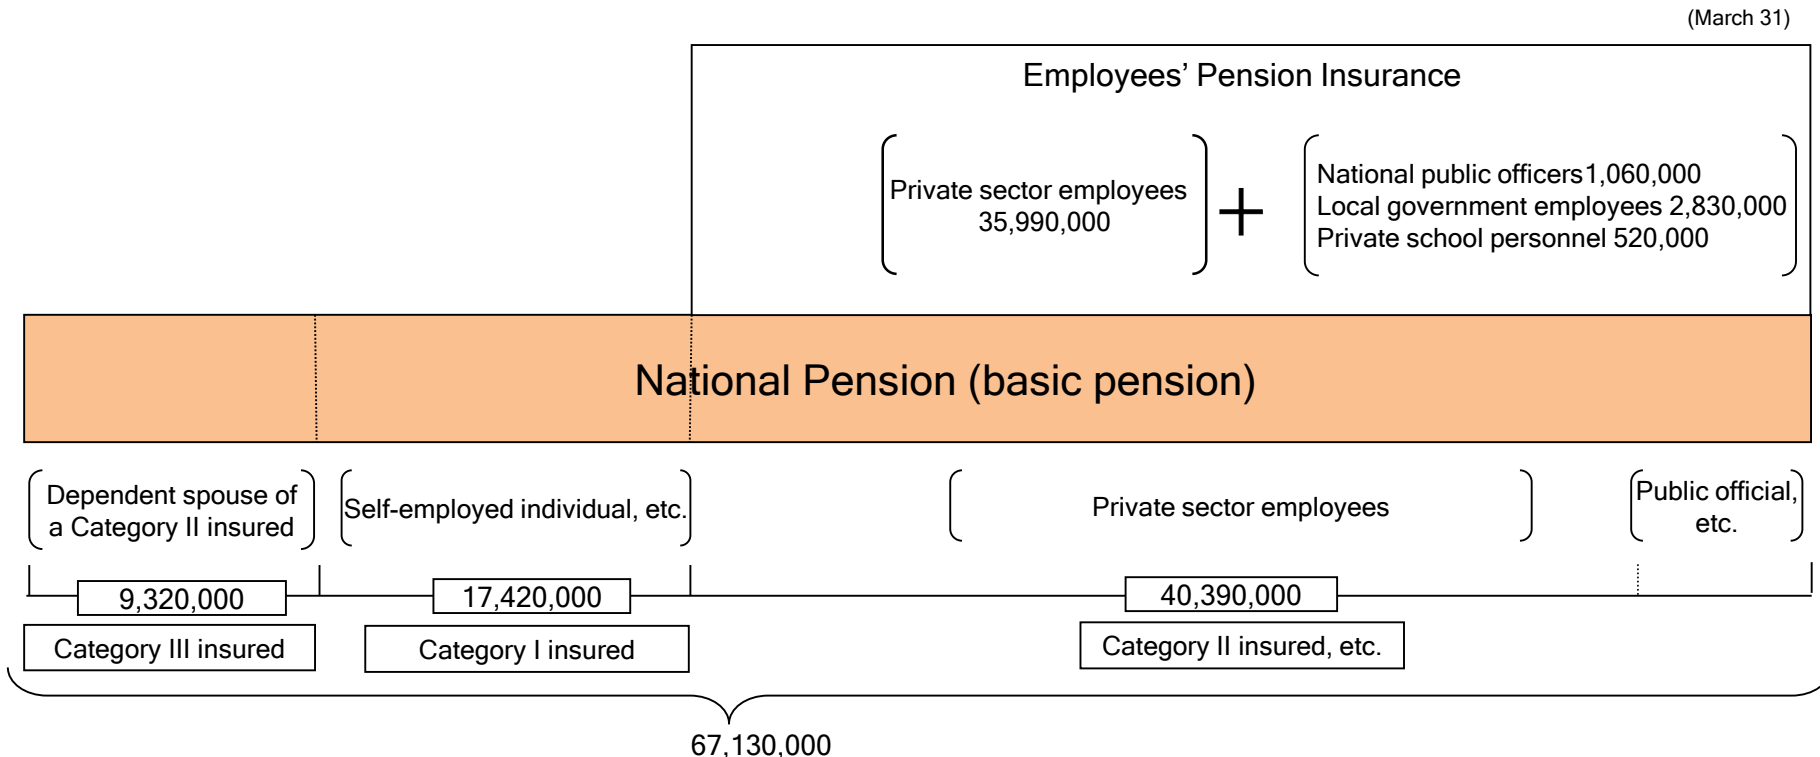 (March 31)
Employees’ Pension Insurance
Private sector employees
35,990,000
+
National public officers1,060,000
Local government employees 2,830,000
Private school personnel 520,000
National Pension (basic pension)
Dependent spouse of
a Category II insured
Self-employed individual, etc.
Private sector employees
Public official,
etc.
9,320,000
17,420,000
40,390,000
Category III insured
Category I insured
Category II insured, etc.
67,130,000